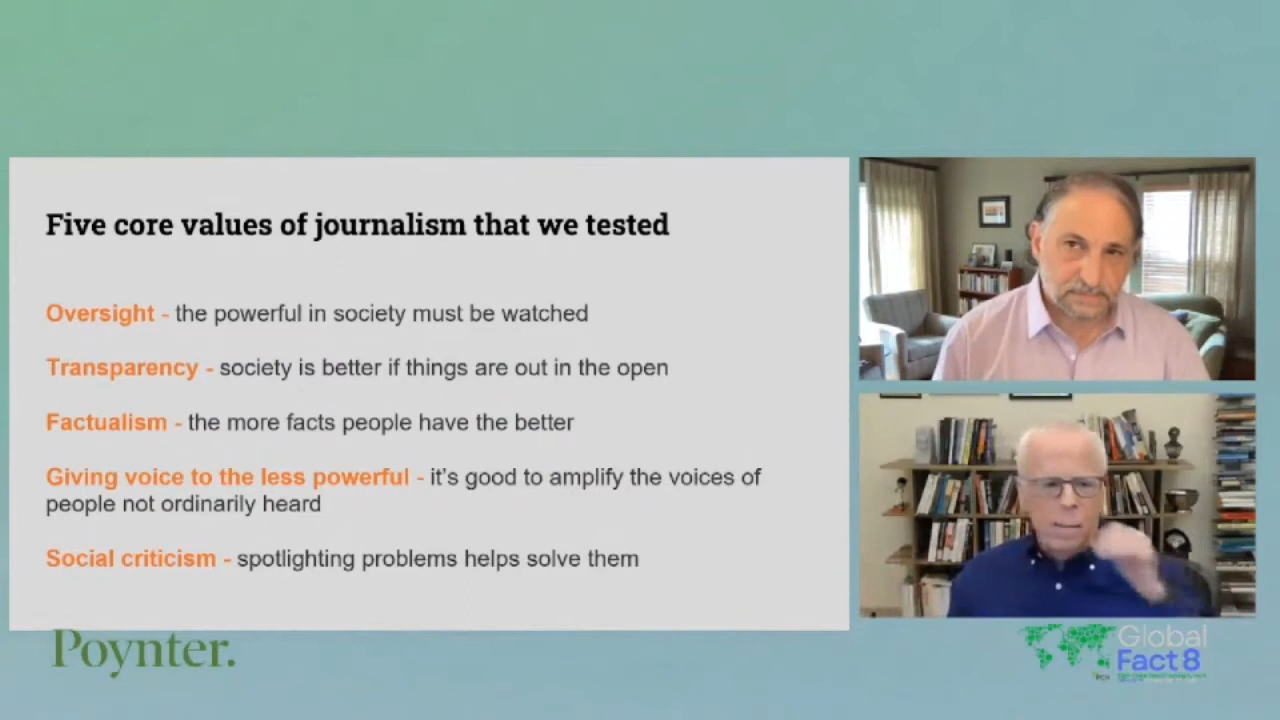 Five core values of journalism that we tested
Oversight - the powerful in society must be watched
Transparency - society is better if things are out in the open
Factualism - the more facts people have the better
Giving voice to the less powerful - it’s good to amplify the voices of
people not ordinarily heard
Social criticism - spotlighting problems helps solve them
Poynter.
Global
Fact 8